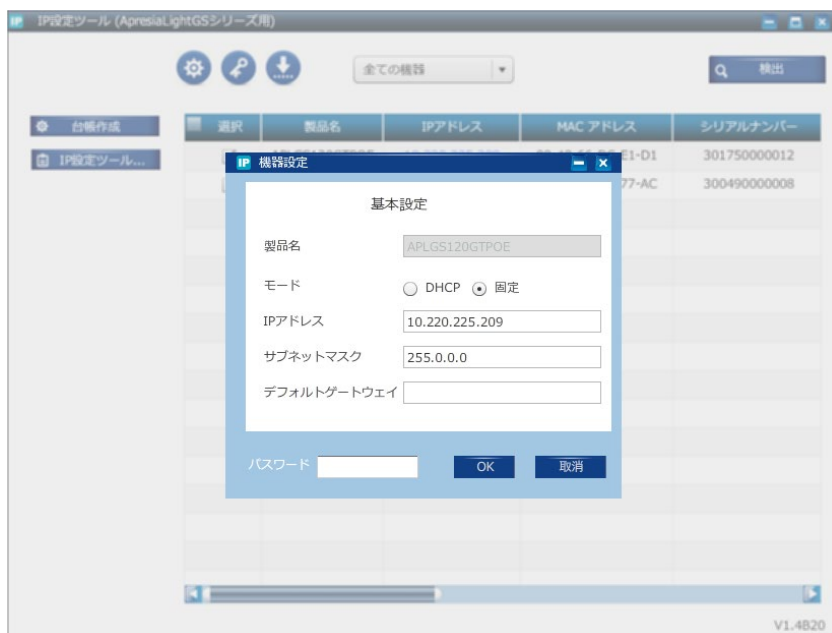 IP IP設定ツール (ApresiaLightGSシリーズ用)
全ての機器
検出
台帳作成
選択 製品名 IPアドレス MAC アドレス シリアルナンバー
E1-D1 301750000012
IP設定ツール...
77-AC 300490000008
IP 機器設定
基本設定
製品名 APLGS120GTPOE
モード DHCP 固定
IPアドレス 10.220.225.209
サブネットマスク 255.0.0.0
デフォルトゲートウェイ
パスワード OK 取消
V1.4B20